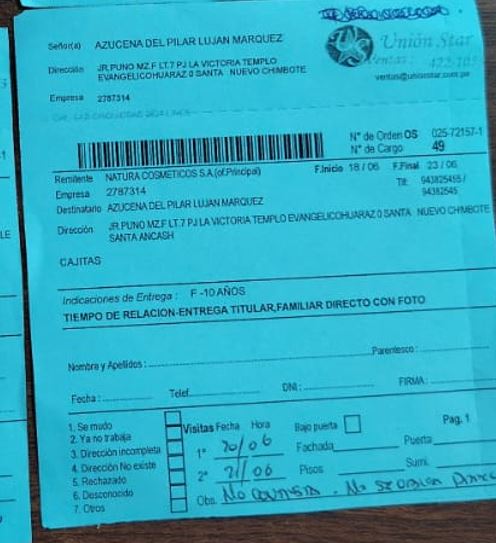 Señor(a) AZUCENA DEL PILAR LUJAN MARQUEZ
Unión Star
Dirección JR.PUNO MZ.F LT.7 PJ LA VICTORIA TEMPLO
EVANGELICOHUARAZ 0 SANTA NUEVO CHIMBOTE
ventas@unionstar.com.pe
Empresa 2787314
N° de Orden OS 025-72157-1
N° de Cargo 49
Remitente NATURA COSMETICOS S.A.(of.Principal)
F.Inicio 18 / 06 F.Final 23 / 06
Empresa 2787314
Tlf: 943825455 /
94382545
Destinatario AZUCENA DEL PILAR LUJAN MARQUEZ
Dirección JR.PUNO MZ.F LT.7 PJ LA VICTORIA TEMPLO EVANGELICOHUARAZ 0 SANTA NUEVO CHIMBOTE
SANTA ANCASH
CAJITAS
Indicaciones de Entrega : F -10 AÑOS
TIEMPO DE RELACION-ENTREGA TITULAR,FAMILIAR DIRECTO CON FOTO
Nombre y Apellidos : Parentesco :
Fecha : Telef. DNI : FIRMA :
1. Se mudo
2. Ya no trabaja
3. Dirección incompleta
4. Dirección No existe
5. Rechazado
6. Desconocido
7. Otros
Visitas Fecha Hora Bajo puerta Pag. 1
1° 20/06 Fachada Puerta
2° 21/06 Pisos Sumi.
Obs. No